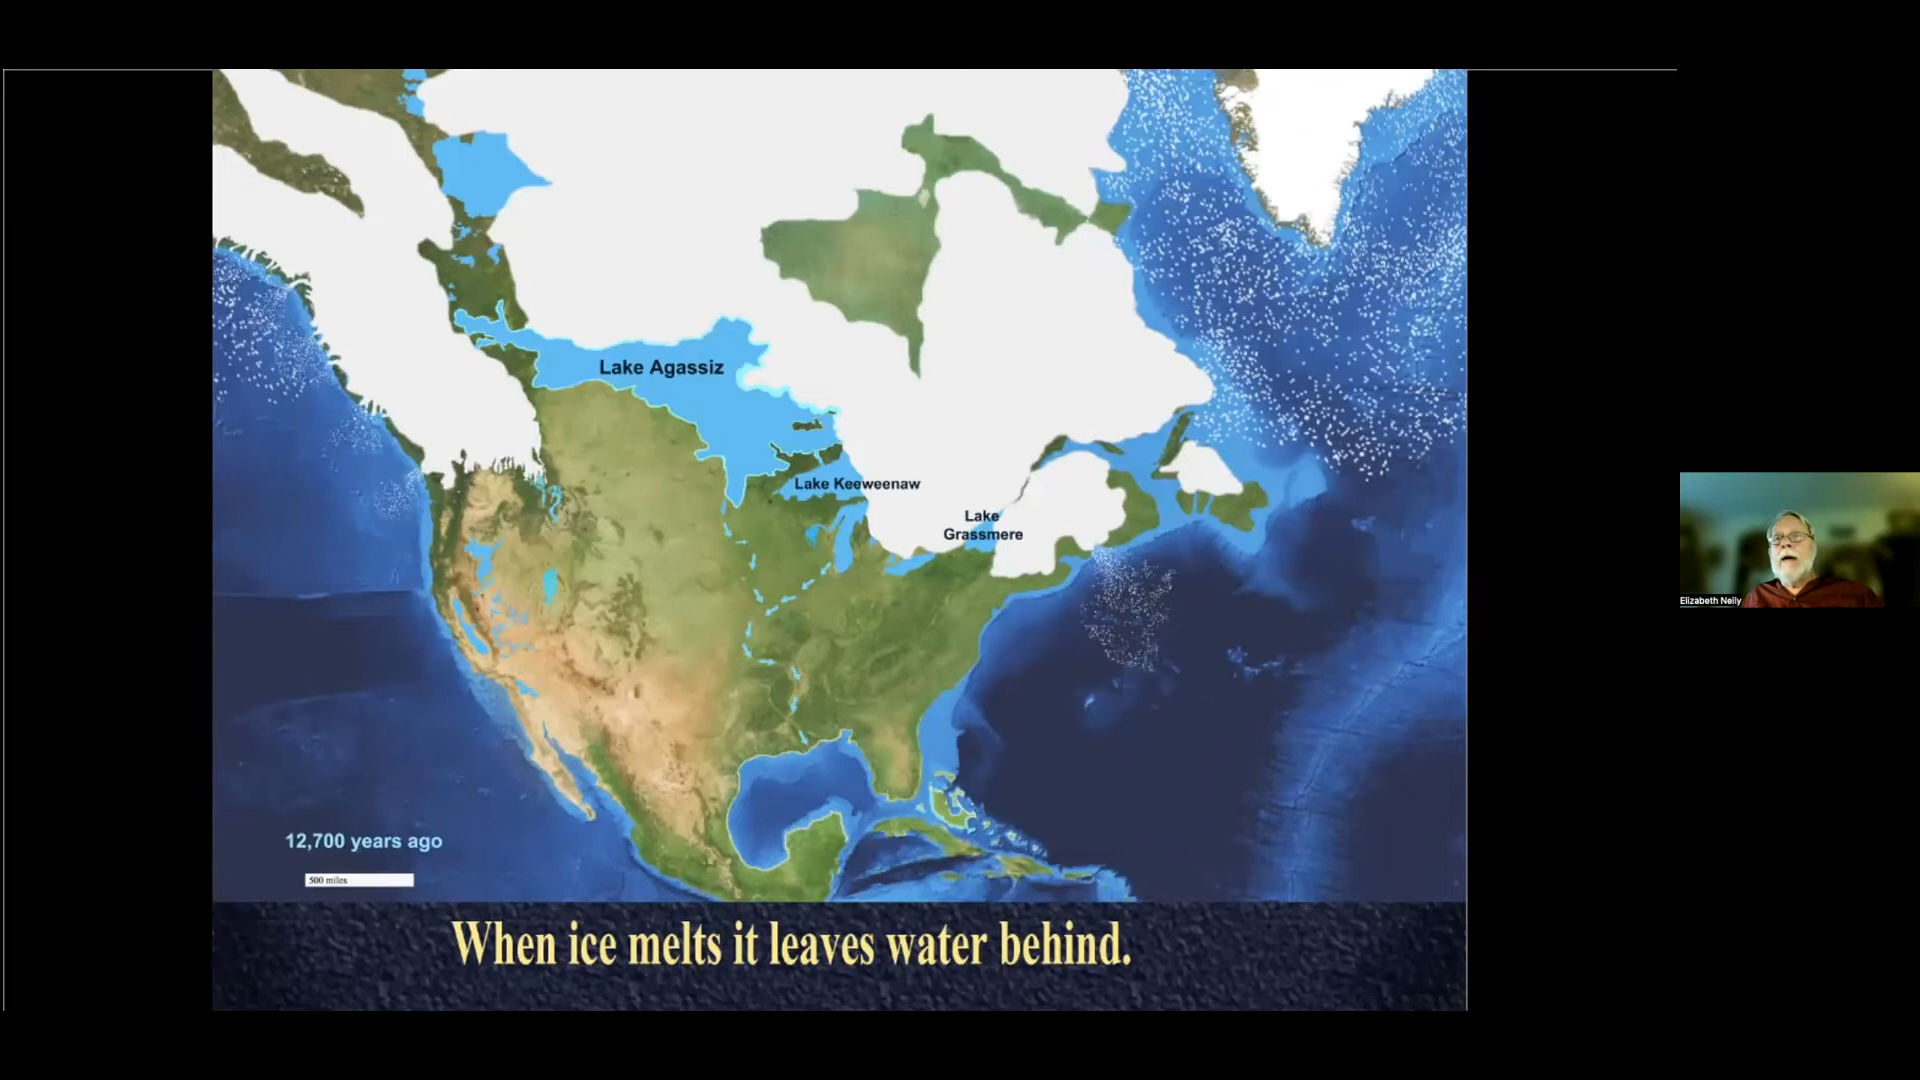 Lake Agassiz
Lake Keeweenaw
Lake
Grassmere
12,700 years ago
500 miles
When ice melts it leaves water behind.
Elizabeth Neily